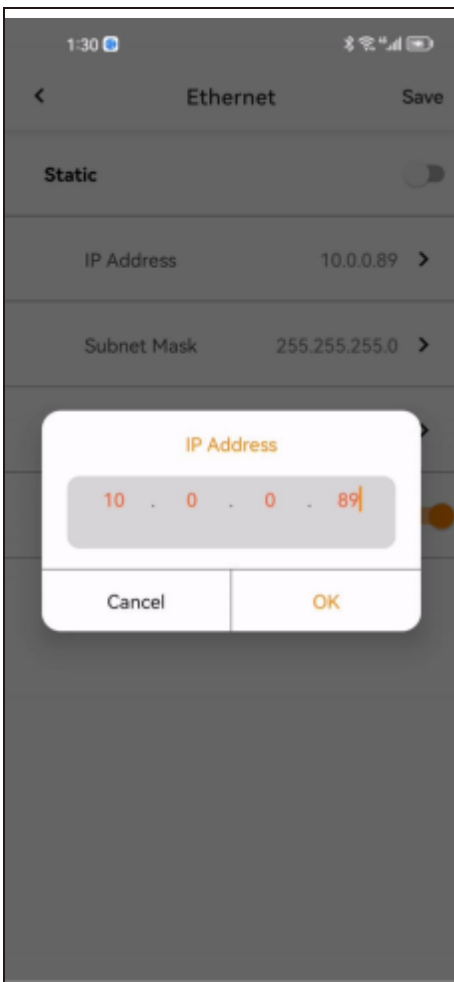 1:30
Ethernet Save
Static
IP Address 10.0.0.89
Subnet Mask 255.255.255.0
IP Address
10 . 0 . 0 . 89
Cancel OK